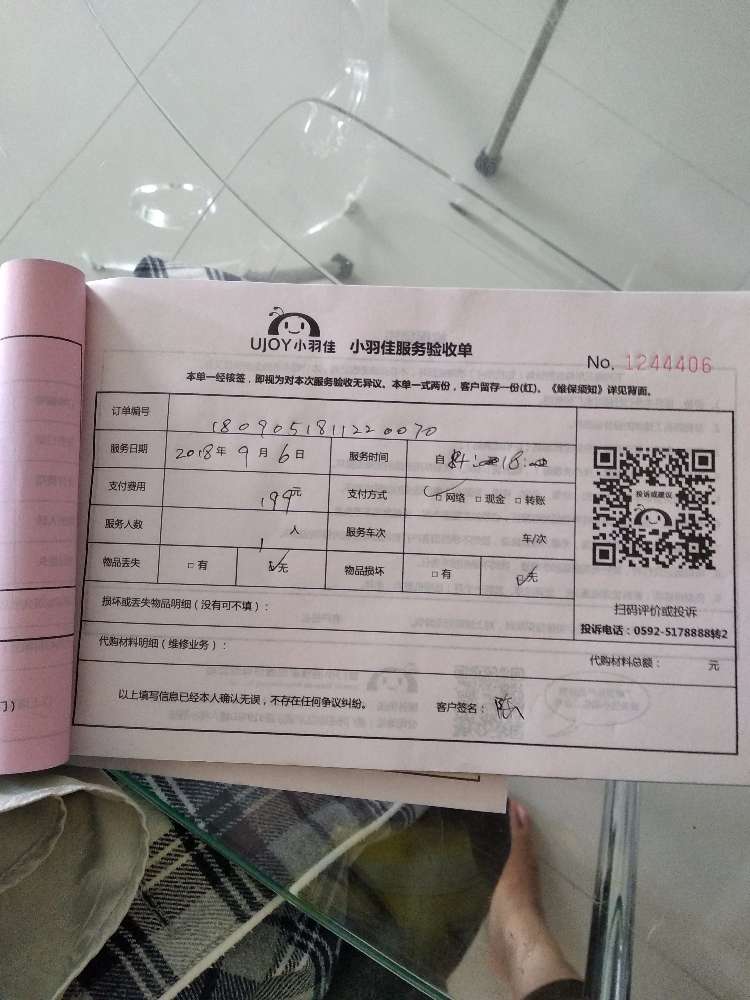 UJOY小羽佳 小羽佳服务验收单
No. 1244406
本单一经核签，即视为对本次服务验收无异议、本单一式两份，客户留存一份(红)、《维保须知》详见背面。
订单编号 1809051811220070
服务日期 2018年9月6日 服务时间 自
支付费用 199元 支付方式 □网络 □现金 □转账
投诉或建议
服务人数 1人 服务车次 车/次
物品丢失 □有 □无 物品损坏 □有 □无
扫码评价或投诉
投诉电话：0592-5178888转2
损坏或丢失物品明细（没有可不填）：
代购材料明细（维修业务）： 代购材料总额： 元
以上填写信息已经本人确认无误，不存在任何争议纠纷。 客户签名：